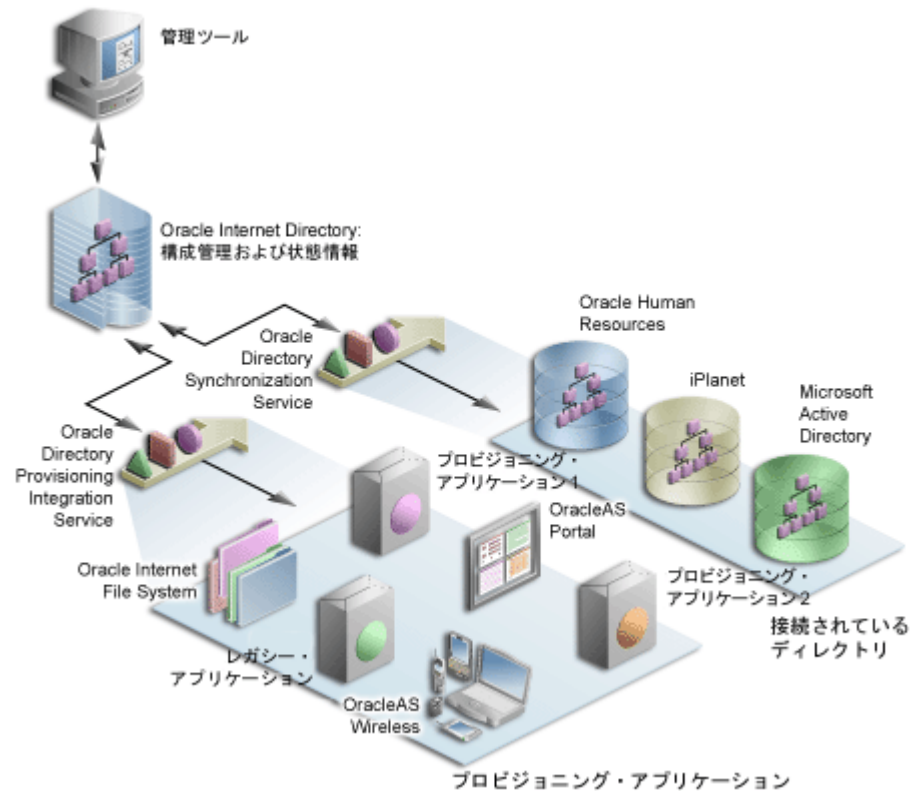 管理ツール
Oracle Internet Directory:
構成管理および状態情報
Oracle
Directory
Synchronization
Service
Oracle Human
Resources
iPlanet
Microsoft
Active
Directory
Oracle
Directory
Provisioning
Integration
Service
プロビジョニング・
アプリケーション1
OracleAS
Portal
Oracle Internet
File System
プロビジョニング・
アプリケーション2
接続されている
ディレクトリ
レガシー・
アプリケーション
OracleAS
Wireless
プロビジョニング・アプリケーション